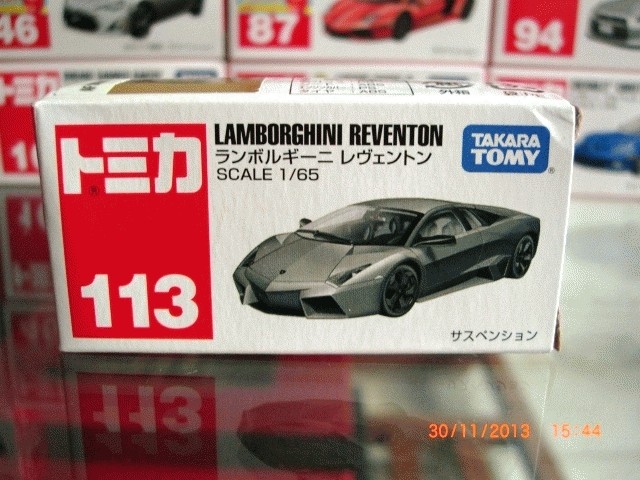 46
87
94
トミカ
113
LAMBORGHINI REVENTON
ランボルギーニ レヴェントン
SCALE 1/65
TAKARA
TOMY
サスペンション
113
30/11/2013 15:44